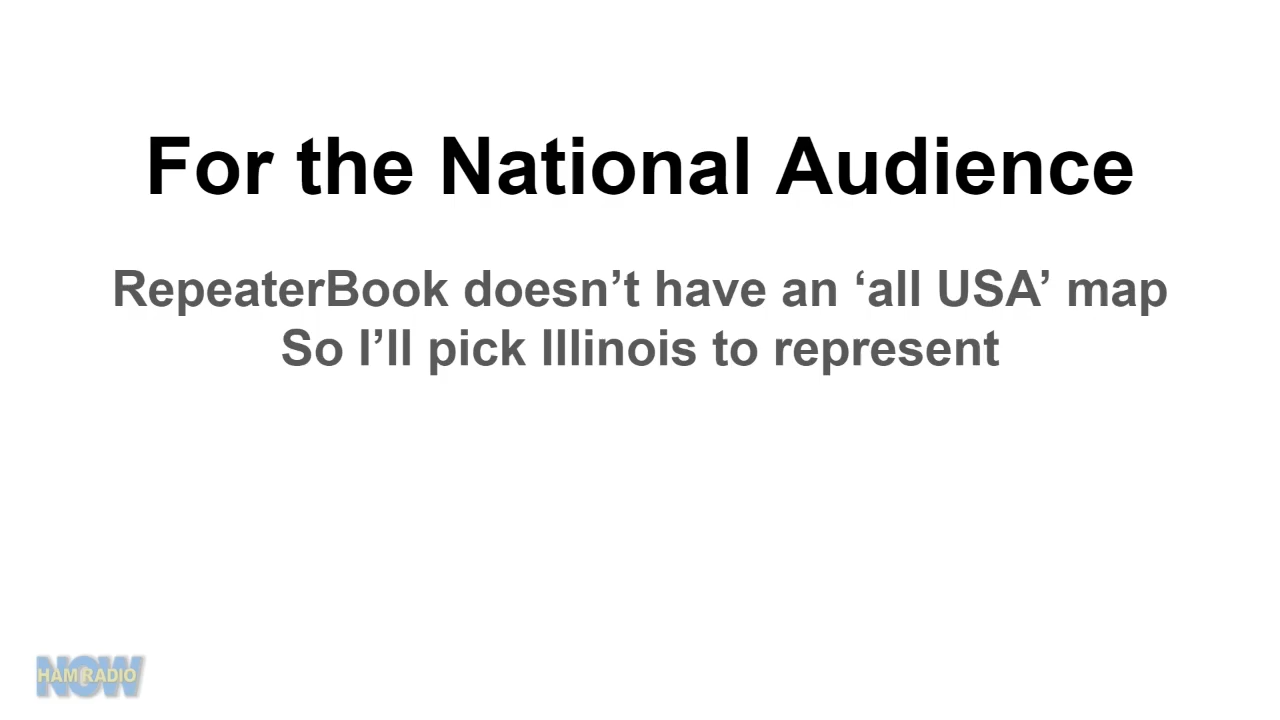 For the National Audience
RepeaterBook doesn’t have an ‘all USA’ map
So I’ll pick Illinois to represent
NOW
HAM RADIO